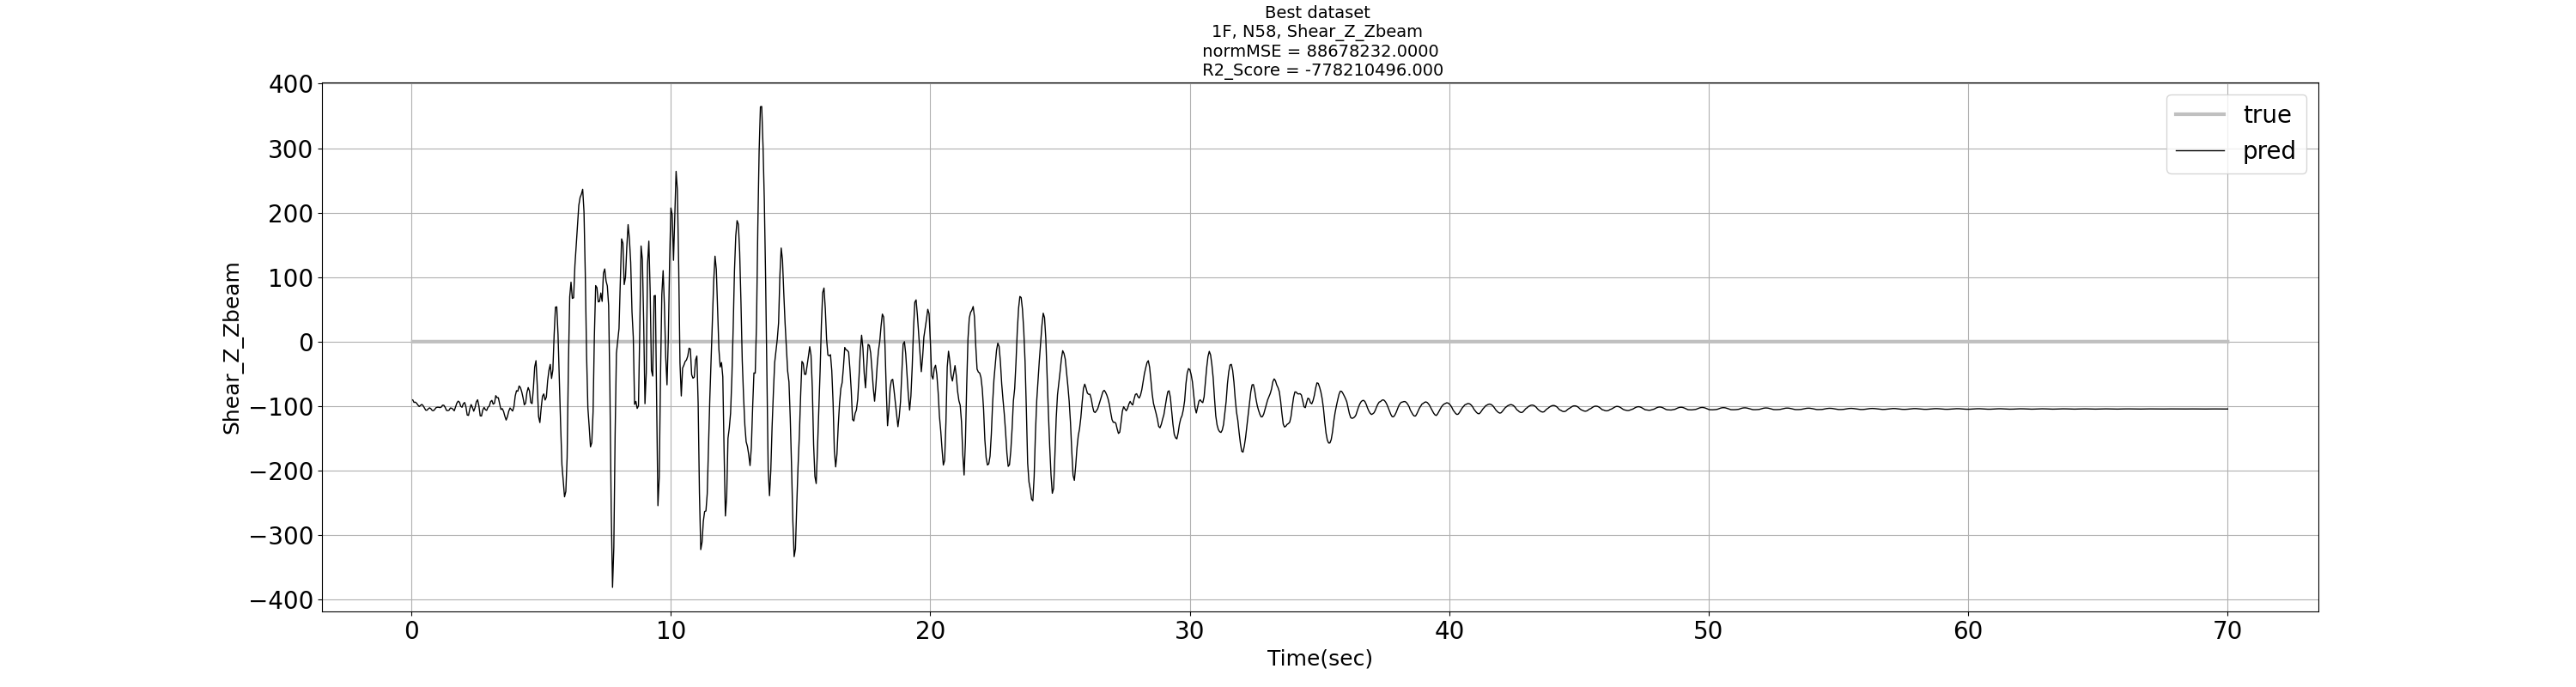 Best dataset
1F, N58, Shear_Z_Zbeam
normMSE = 88678232.0000
R2_Score = -778210496.000
400
300
200
100
0
−100
−200
−300
−400
Shear_Z_Zbeam
true
pred
0 10 20 30 40 50 60 70
Time(sec)